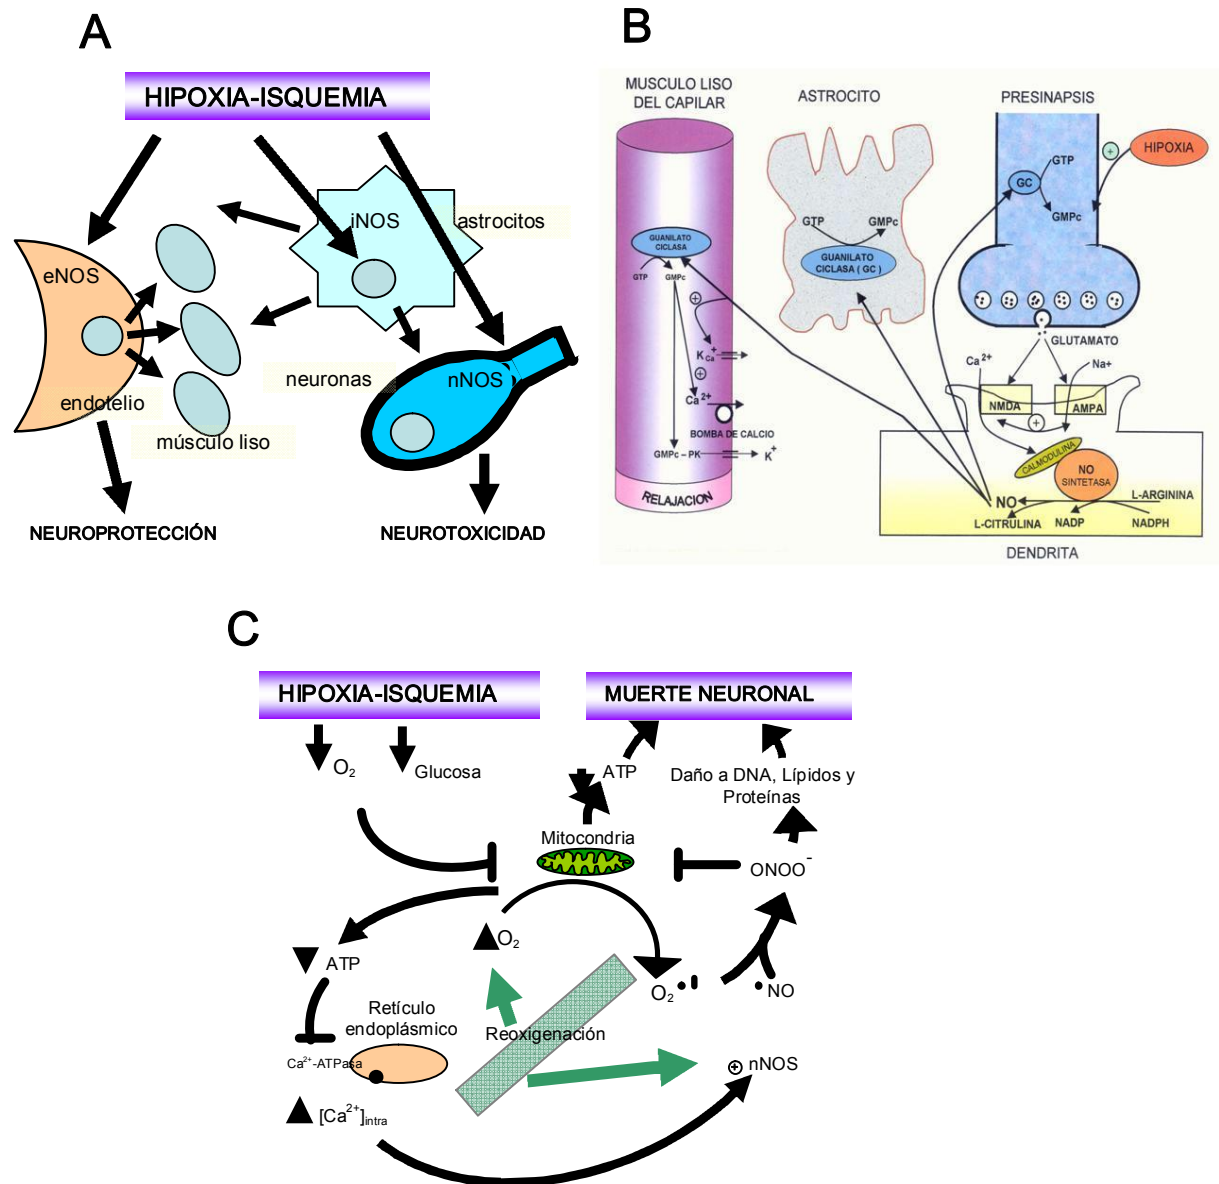 A
HIPOXIA-ISQUEMIA
iNOS
astrocitos
eNOS
endotelio
músculo liso
neuronas
nNOS
NEUROPROTECCIÓN
NEUROTOXICIDAD
B
MUSCULO LISO
DEL CAPILAR
ASTROCITO
PRESINAPSIS
HIPOXIA
+
GTP
GC
GMPc
GTP
GMPc
GUANILATO
CICLASA ( GC )
GUANILATO
CICLASA
GTP
GMPc
+
K Ca +
+
Ca 2+
BOMBA DE CALCIO
GMPc – PK
K +
RELAJACION
GLUTAMATO
Ca 2+
Na+
NMDA
AMPA
+
CALMODULINA
NO
SINTETASA
NO
L-ARGININA
L-CITRULINA
NADP
NADPH
DENDRITA
C
HIPOXIA-ISQUEMIA
MUERTE NEURONAL
O2
Glucosa
ATP
Daño a DNA, Lípidos y
Proteínas
Mitocondria
ONOO-
O2
ATP
O2•-
•NO
Retículo
endoplásmico
Reoxigenación
Ca2+-ATPasa
+ nNOS
[Ca2+]intra